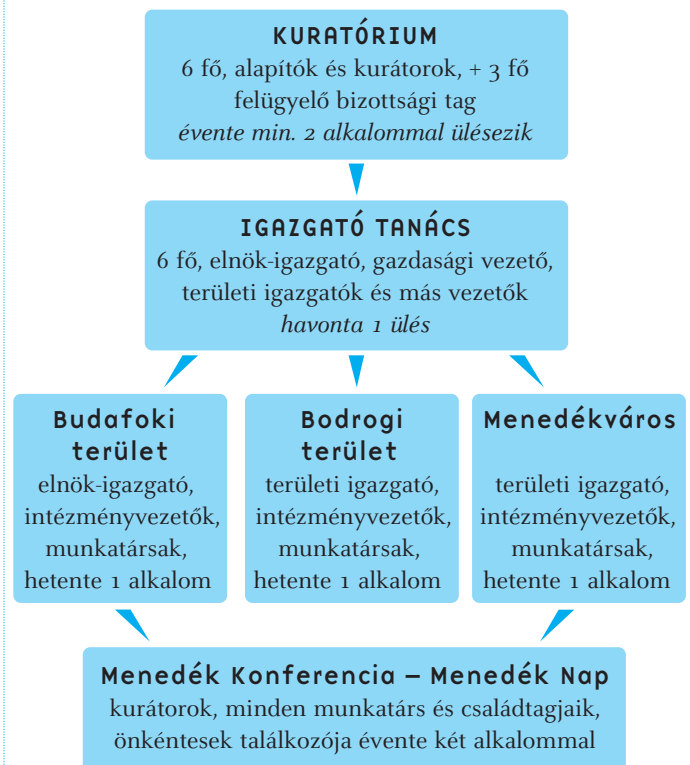 KURATÓRIUM
6 fő, alapítók és kurátorok, + 3 fő
felügyelő bizottsági tag
évente min. 2 alkalommal ülésezik
IGAZGATÓ TANÁCS
6 fő, elnök-igazgató, gazdasági vezető,
területi igazgatók és más vezetők
havonta 1 ülés
Budafoki
terület
elnök-igazgató,
intézményvezetők,
munkatársak,
hetente 1 alkalom
Bodrogi
terület
területi igazgató,
intézményvezetők,
munkatársak,
hetente 1 alkalom
Menedékváros
területi igazgató,
intézményvezetők,
munkatársak,
hetente 1 alkalom
Menedék Konferencia – Menedék Nap
kurátorok, minden munkatárs és családtagjaik,
önkéntesek találkozója évente két alkalommal